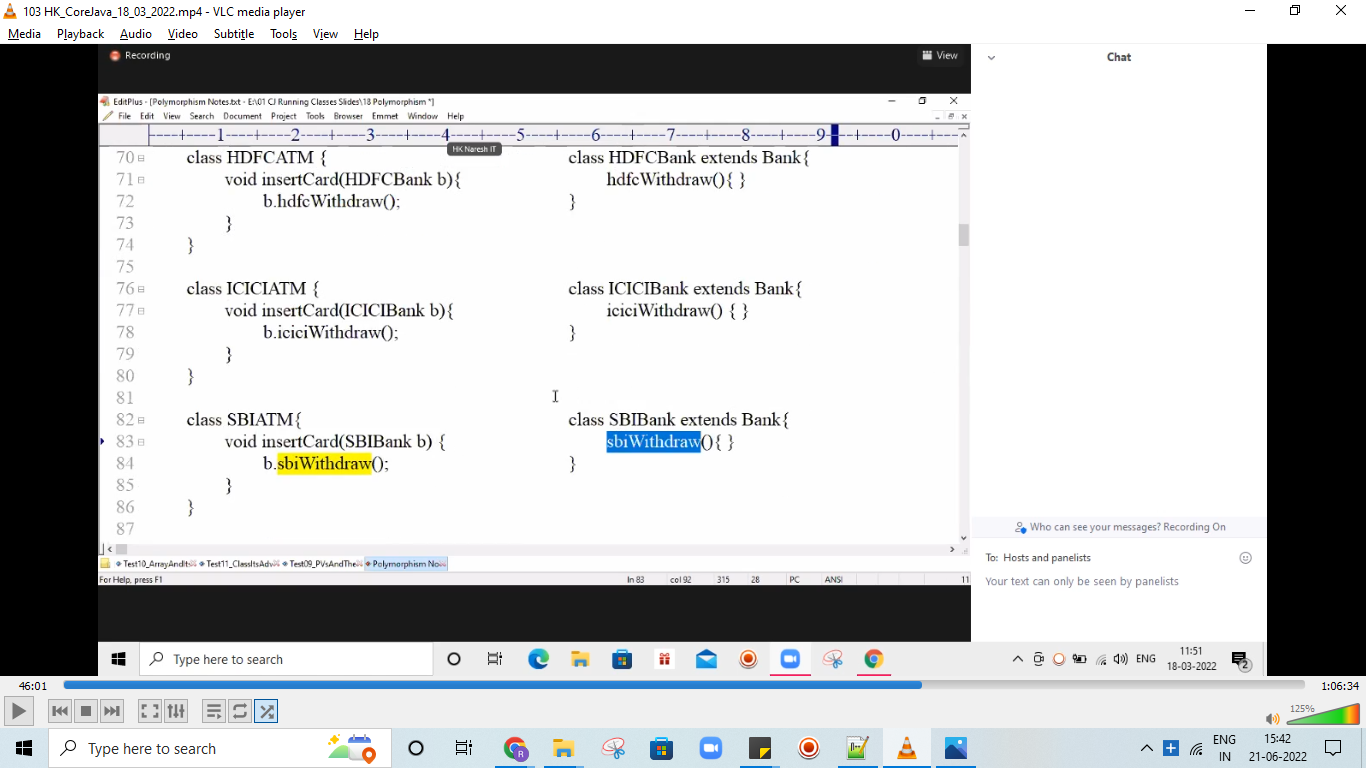 103 HK_CoreJava_18_03_2022.mp4 - VLC media player
Media Playback Audio Video Subtitle Tools View Help
Recording
View
EditPlus - [Polymorphism Notes.txt - E:\01 CJ Running Classes Slides\18 Polymorphism *]
File Edit View Search Document Project Tools Browser Emmet Window Help
----+----1----+----2----+----3----+----4----+----5----+----6----+----7----+----8----+----9----+----0----+--
HK Naresh IT
70 class HDFCATM { class HDFCBank extends Bank{
71 void insertCard(HDFCBank b){ hdfcWithdraw(){ }
72 b.hdfcWithdraw(); }
73 }
74 }
75
76 class ICICIATM { class ICICIBank extends Bank{
77 void insertCard(ICICIBank b){ iciciWithdraw() { }
78 b.iciciWithdraw(); }
79 }
80 }
81
82 class SBIATM{ class SBIBank extends Bank{
83 void insertCard(SBIBank b) { sbiWithdraw(){ }
84 b.sbiWithdraw(); }
85 }
86 }
87
Test10_ArrayAndIts Test11_ClassItsAdv Test09_PVsAndThe Polymorphism No
For Help, press F1 ln 83 col 92 315 28 PC ANSI 11
Chat
Who can see your messages? Recording On
To: Hosts and panelists
Your text can only be seen by panelists
Type here to search
ENG
11:51
18-03-2022
2
46:01
1:06:34
125%
Type here to search
ENG
IN
15:42
21-06-2022